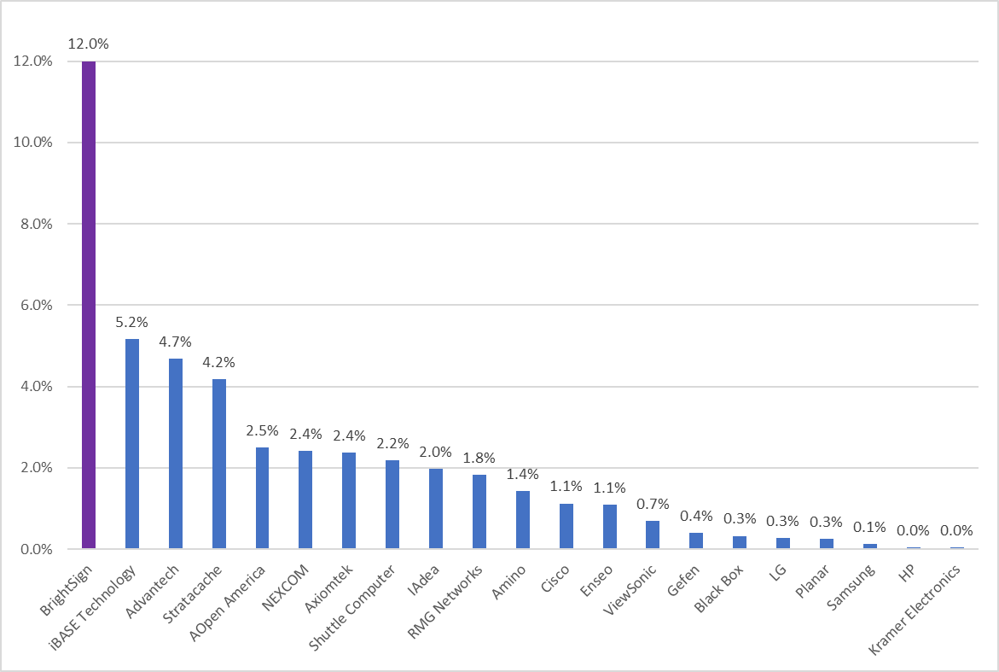 12.0%
12.0%
10.0%
8.0%
6.0%
4.0%
2.0%
0.0%
5.2%
4.7%
4.2%
2.5%
2.4%
2.4%
2.2%
2.0%
1.8%
1.4%
1.1%
1.1%
0.7%
0.4%
0.3%
0.3%
0.3%
0.1%
0.0%
0.0%
BrightSign
iBASE Technology
Advantech
Stratacache
AOpen America
NEXCOM
Axiomtek
Shuttle Computer
IAdea
RMG Networks
Amino
Cisco
Enseo
ViewSonic
Gefen
Black Box
LG
Planar
Samsung
HP
Kramer Electronics